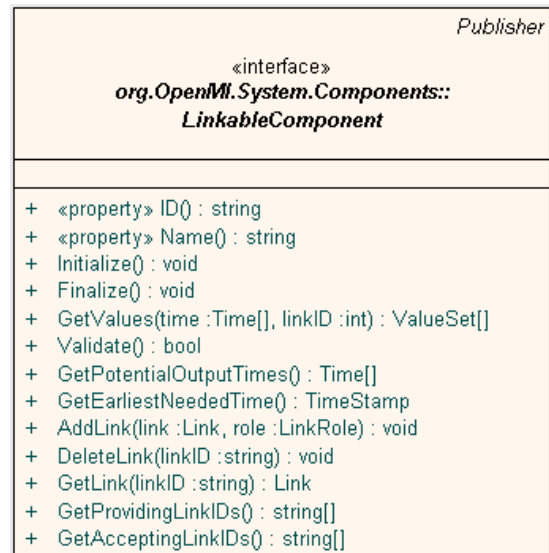 Publisher
«interface»
org.OpenMI.System.Components::
LinkableComponent
+ «property» ID() : string
+ «property» Name() : string
+ Initialize() : void
+ Finalize() : void
+ GetValues(time :Time[], linkID :int) : ValueSet[]
+ Validate() : bool
+ GetPotentialOutputTimes() : Time[]
+ GetEarliestNeededTime() : TimeStamp
+ AddLink(link :Link, role :LinkRole) : void
+ DeleteLink(linkID :string) : void
+ GetLink(linkID :string) : Link
+ GetProvidingLinkIDs() : string[]
+ GetAcceptingLinkIDs() : string[]